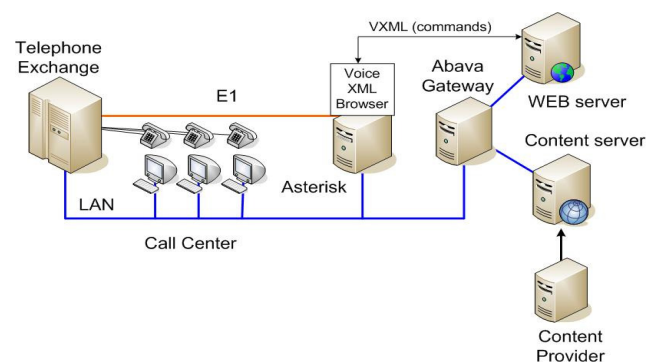 VXML (commands)
Telephone
Exchange
Voice
XML
Browser
Abava
Gateway
E1
WEB server
Content server
Asterisk
LAN
Call Center
Content
Provider